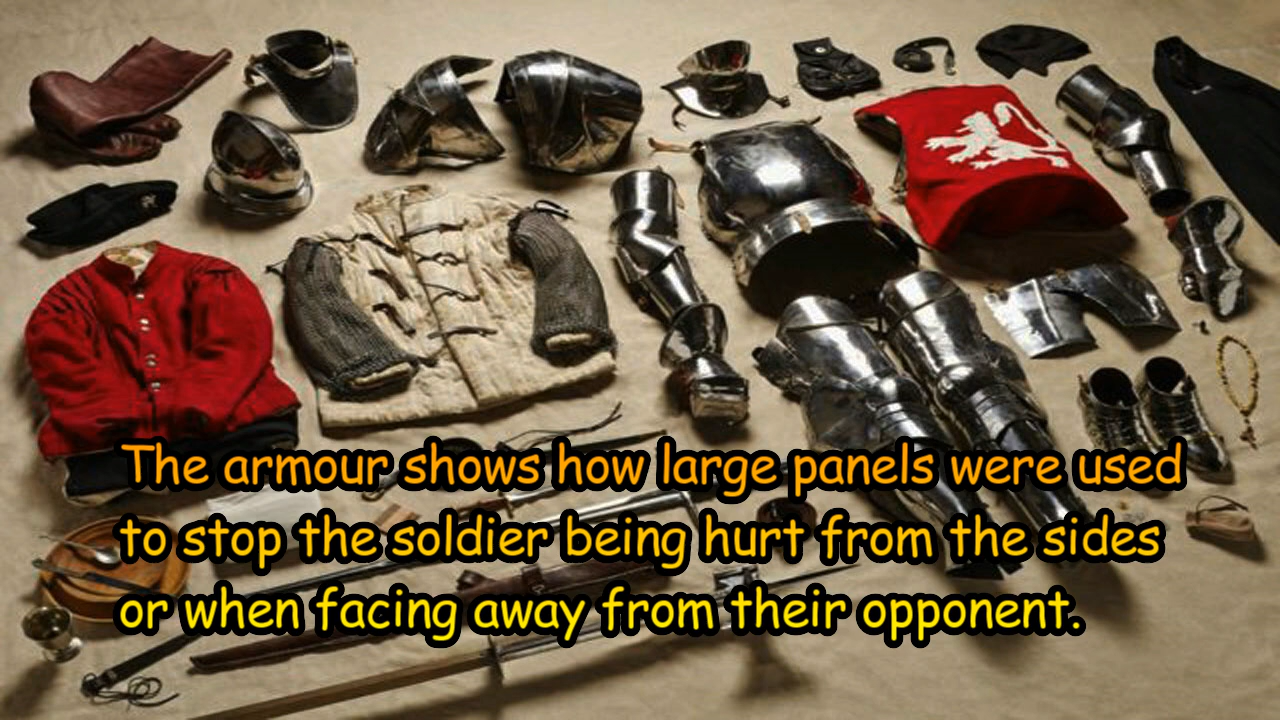 The armour shows how large panels were used
to stop the soldier being hurt from the sides
or when facing away from their opponent.